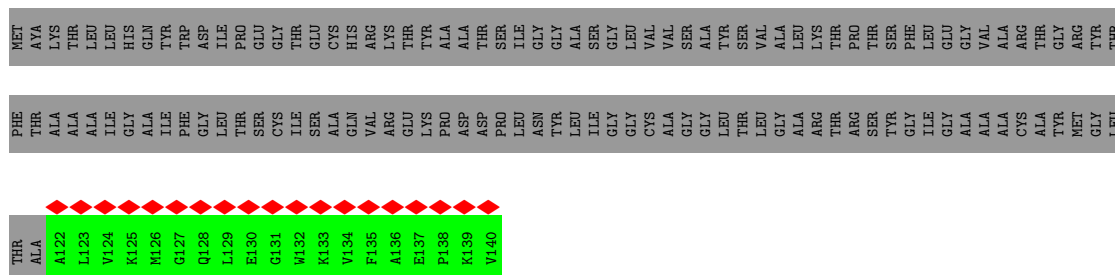 MET AYA LYS THR LEU LEU HIS GLN TYR TRP ASP ILE PRO GLU GLY THR GLU CYS HIS ARG LYS THR TYR ALA ALA THR SER ILE GLY GLY ALA SER GLY LEU VAL VAL SER ALA TYR SER VAL ALA LEU LYS THR PRO THR SER PHE LEU GLU GLY VAL ALA ARG THR GLY ARG TYR THR
PHE THR ALA ALA ALA ILE GLY ALA ILE PHE GLY LEU THR SER CYS ILE SER ALA GLN VAL ARG GLU LYS PRO ASP ASP PRO LEU ASN TYR LEU ILE GLY GLY CYS ALA GLY GLY LEU THR LEU GLY ALA ARG THR ARG SER TYR GLY ILE GLY ALA ALA ALA CYS ALA TYR MET GLY LEU
THR ALA A122 L123 V124 K125 M126 G127 Q128 L129 E130 G131 W132 K133 V134 F135 A136 E137 P138 K139 V140